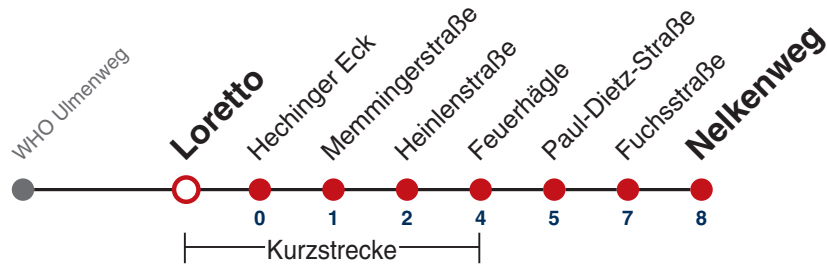 WHO Ulmenweg
Loretto
Hechinger Eck
Memmingerstraße
Heinlenstraße
Feuerhägle
Paul-Dietz-Straße
Fuchsstraße
Nelkenweg
0 1 2 4 5 7 8
Kurzstrecke